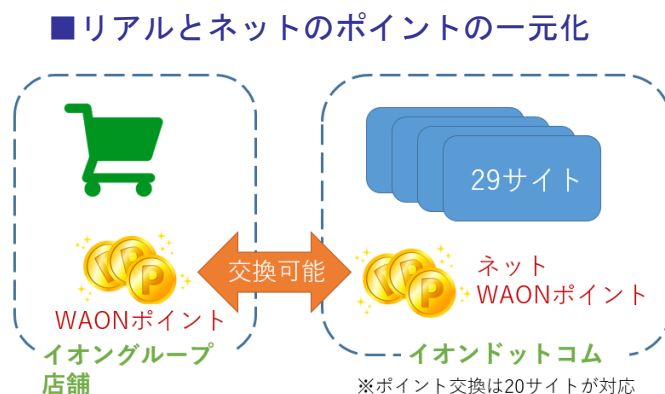 ■リアルとネットのポイントの一元化
29サイト
交換可能
P
P
P
P
P
P
WAONポイント
ネット
WAONポイント
イオングループ
店舗
イオンドットコム
※ポイント交換は20サイトが対応